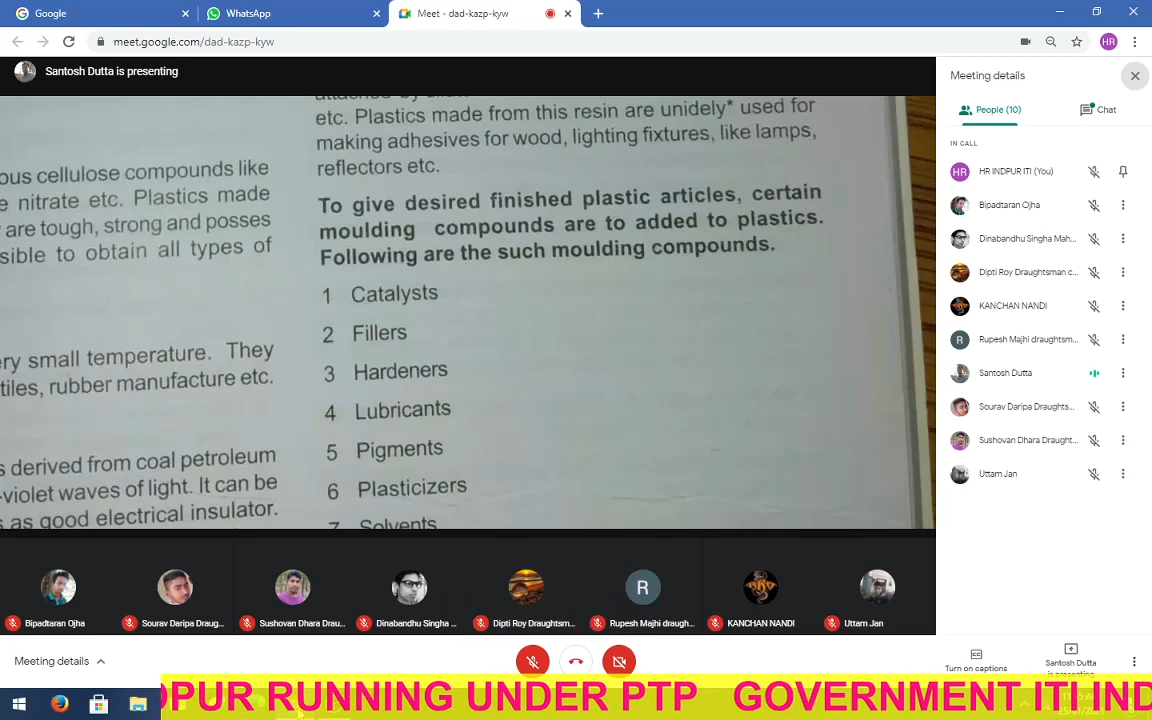 Google
WhatsApp
Meet - dad-kazp-kyw
meet.google.com/dad-kazp-kyw
HR
Santosh Dutta is presenting
etc. Plastics made from this resin are unidely* used for
making adhesives for wood, lighting fixtures, like lamps,
reflectors etc.
To give desired finished plastic articles, certain
moulding compounds are to added to plastics.
Following are the such moulding compounds.
1 Catalysts
2 Fillers
3 Hardeners
4 Lubricants
5 Pigments
6 Plasticizers
7 Solvents
ous cellulose compounds like
e nitrate etc. Plastics made
are tough, strong and posses
sible to obtain all types of
ery small temperature. They
tiles, rubber manufacture etc.
s derived from coal petroleum
-violet waves of light. It can be
s as good electrical insulator.
Meeting details
People (10)
Chat
IN CALL
HR HR INDPUR ITI (You)
Bipadtaran Ojha
Dinabandhu Singha Mah...
Dipti Roy Draughtsman c...
KANCHAN NANDI
R Rupesh Majhi draughtsm...
Santosh Dutta
Sourav Daripa Draughts...
Sushovan Dhara Draught...
Uttam Jan
R
Bipadtaran Ojha
Sourav Daripa Draug...
Sushovan Dhara Drau...
Dinabandhu Singha ...
Dipti Roy Draughtsm...
Rupesh Majhi draugh...
KANCHAN NANDI
Uttam Jan
Meeting details
Turn on captions
Santosh Dutta
is presenting
OPUR RUNNING UNDER PTP GOVERNMENT ITI IND